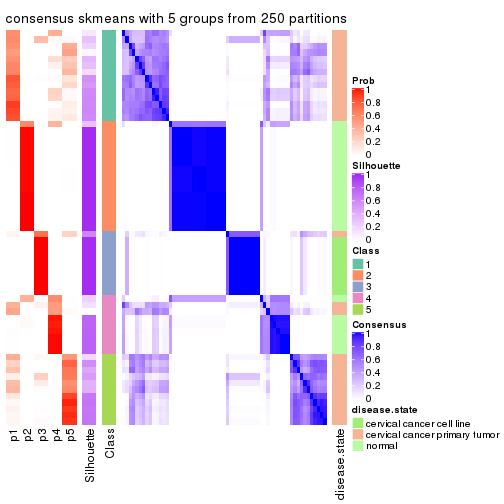 consensus skmeans with 5 groups from 250 partitions
Prob
1
0.8
0.6
0.4
0.2
0
Silhouette
1
0.8
0.6
0.4
0.2
0
Class
1
2
3
4
5
Consensus
1
0.8
0.6
0.4
0.2
0
disease.state
cervical cancer cell line
cervical cancer primary tumor
normal
p1
p2
p3
p4
p5
Silhouette
Class
disease.state